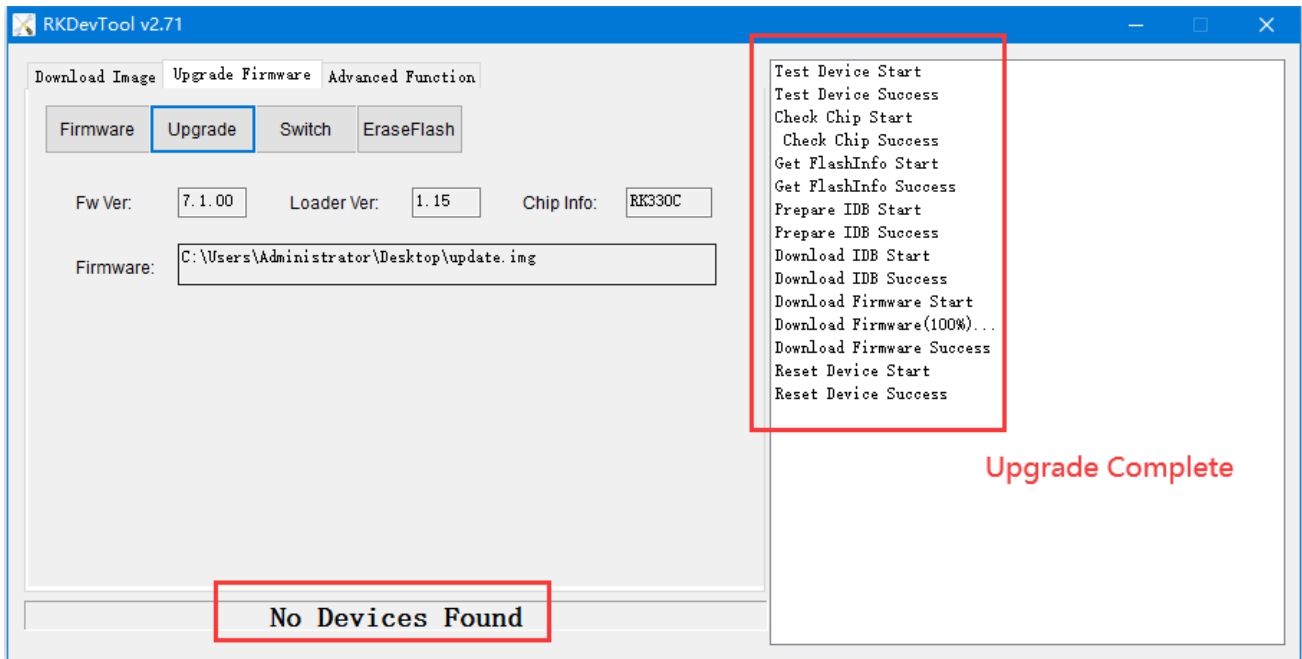 RKDevTool v2.71
Download Image Upgrade Firmware Advanced Function
Firmware Upgrade Switch EraseFlash
Fw Ver: 7.1.00 Loader Ver: 1.15 Chip Info: RK330C
Firmware: C:\Users\Administrator\Desktop\update.img
No Devices Found
Test Device Start
Test Device Success
Check Chip Start
Check Chip Success
Get FlashInfo Start
Get FlashInfo Success
Prepare IDB Start
Prepare IDB Success
Download IDB Start
Download IDB Success
Download Firmware Start
Download Firmware(100%)...
Download Firmware Success
Reset Device Start
Reset Device Success
Upgrade Complete